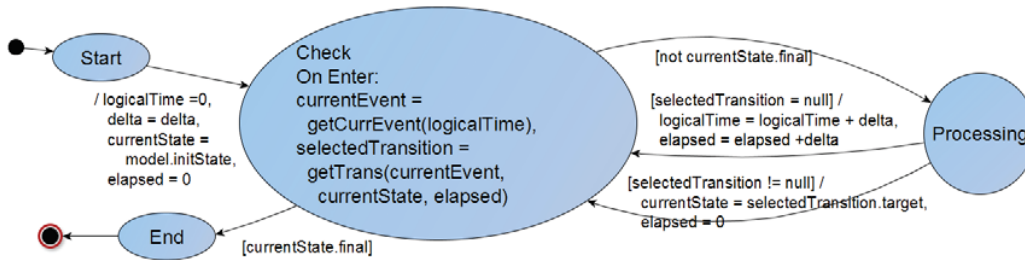 Start
/ logicalTime =0,
delta = delta,
currentState =
model.initState,
elapsed = 0
Check
On Enter:
currentEvent =
getCurrEvent(logicalTime),
selectedTransition =
getTrans(currentEvent,
currentState, elapsed)
[not currentState.final]
[selectedTransition = null] /
logicalTime = logicalTime + delta,
elapsed = elapsed +delta
Processing
[selectedTransition != null] /
currentState = selectedTransition.target,
elapsed = 0
End
[currentState.final]